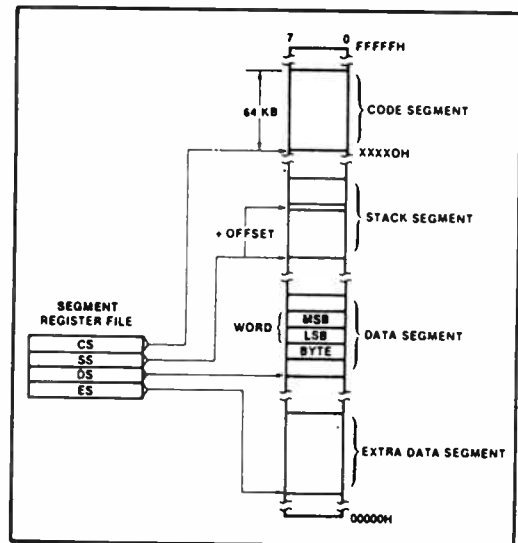 7 0
FFFFFH
64 KB
CODE SEGMENT
XXXX0H
STACK SEGMENT
+ OFFSET
SEGMENT
REGISTER FILE
CS
SS
DS
ES
WORD
MSB
LSB
BYTE
DATA SEGMENT
EXTRA DATA SEGMENT
00000H